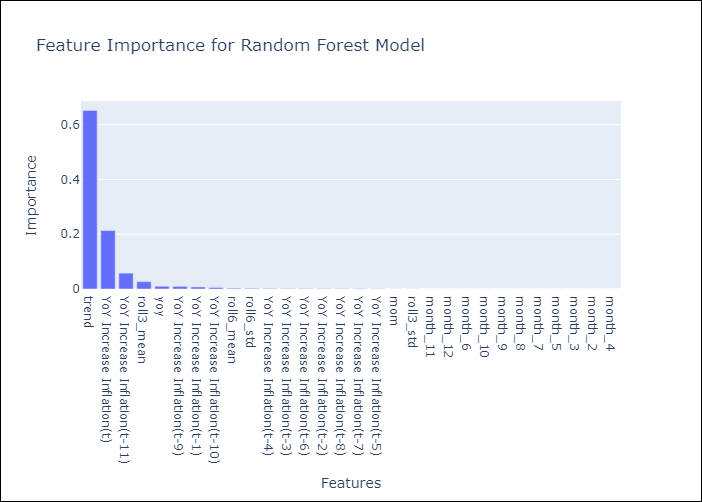 Feature Importance for Random Forest Model
Importance
0.6
0.4
0.2
0
trend
YoY Increase Inflation(t)
YoY Increase Inflation(t-11)
roll3_mean
yoy
YoY Increase Inflation(t-9)
YoY Increase Inflation(t-1)
YoY Increase Inflation(t-10)
roll6_mean
roll6_std
YoY Increase Inflation(t-4)
YoY Increase Inflation(t-3)
YoY Increase Inflation(t-6)
YoY Increase Inflation(t-2)
YoY Increase Inflation(t-8)
YoY Increase Inflation(t-7)
YoY Increase Inflation(t-5)
mom
roll3_std
month_11
month_12
month_6
month_10
month_9
month_8
month_7
month_5
month_3
month_2
month_4
Features